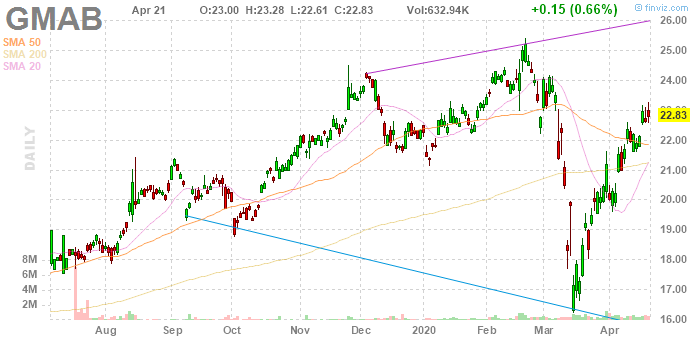 GMAB Apr 21 O:23.00 H:23.28 L:22.61 C:22.83 Vol:632.94K +0.15 (0.66%) © finviz.com
SMA 50
SMA 200
SMA 20
DAILY
26.00
25.00
24.00
23.00
22.83
22.00
21.00
20.00
19.00
18.00
17.00
16.00
8M
6M
4M
2M
Aug Sep Oct Nov Dec 2020 Feb Mar Apr